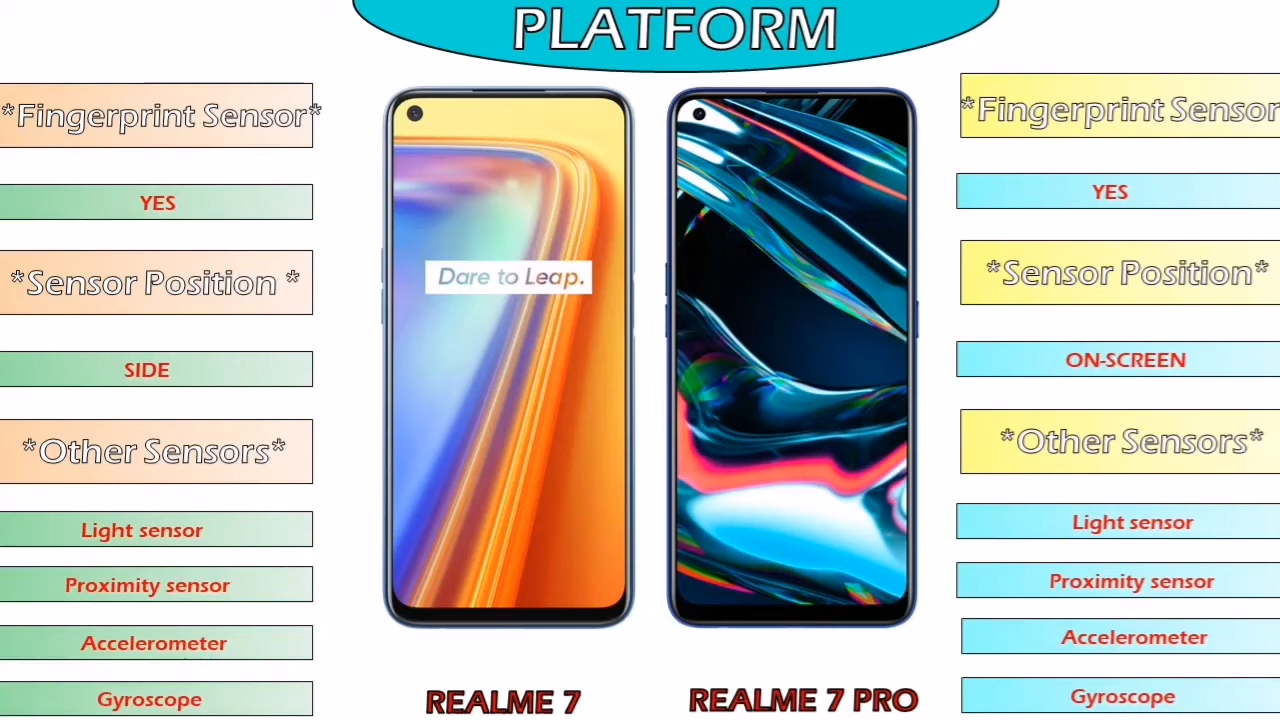 PLATFORM
*Fingerprint Sensor*
YES
*Sensor Position *
SIDE
*Other Sensors*
Light sensor
Proximity sensor
Accelerometer
Gyroscope
Dare to Leap.
REALME 7
REALME 7 PRO
*Fingerprint Sensor
YES
*Sensor Position*
ON-SCREEN
*Other Sensors*
Light sensor
Proximity sensor
Accelerometer
Gyroscope